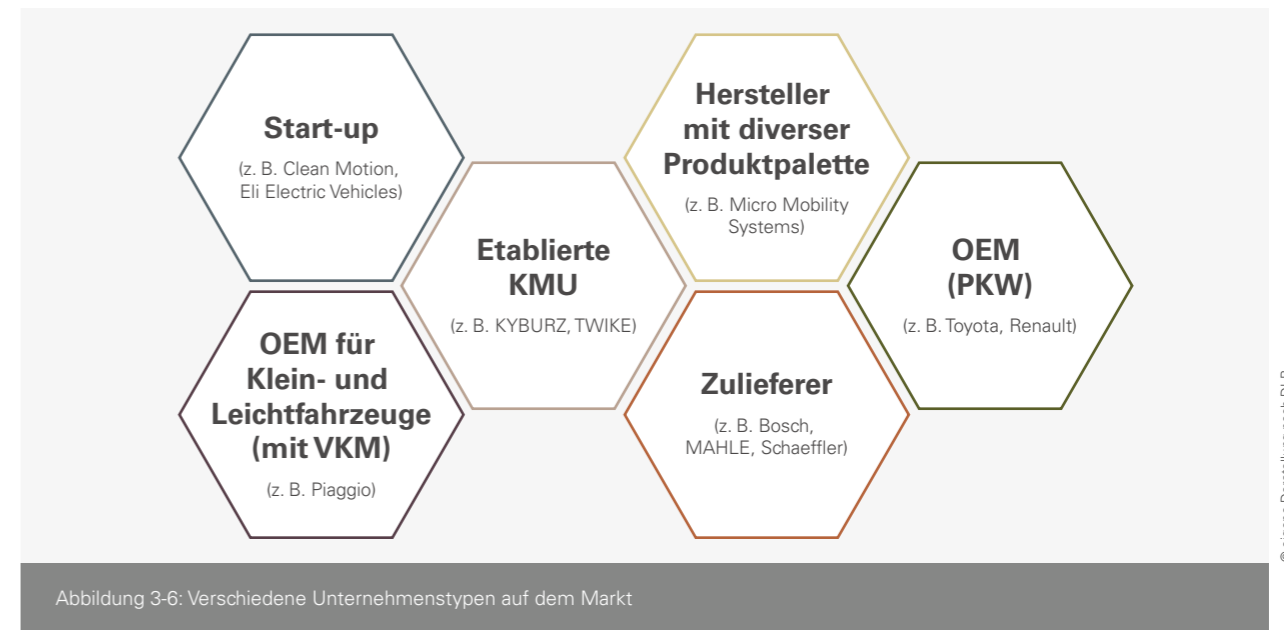 Start-up
(z. B. Clean Motion,
Eli Electric Vehicles)
OEM für
Klein- und
Leichtfahrzeuge
(mit VKM)
(z. B. Piaggio)
Etablierte
KMU
(z. B. KYBURZ, TWIKE)
Hersteller
mit diverser
Produktpalette
(z. B. Micro Mobility
Systems)
Zulieferer
(z. B. Bosch,
MAHLE, Schaeffler)
OEM
(PKW)
(z. B. Toyota, Renault)
Abbildung 3-6: Verschiedene Unternehmenstypen auf dem Markt